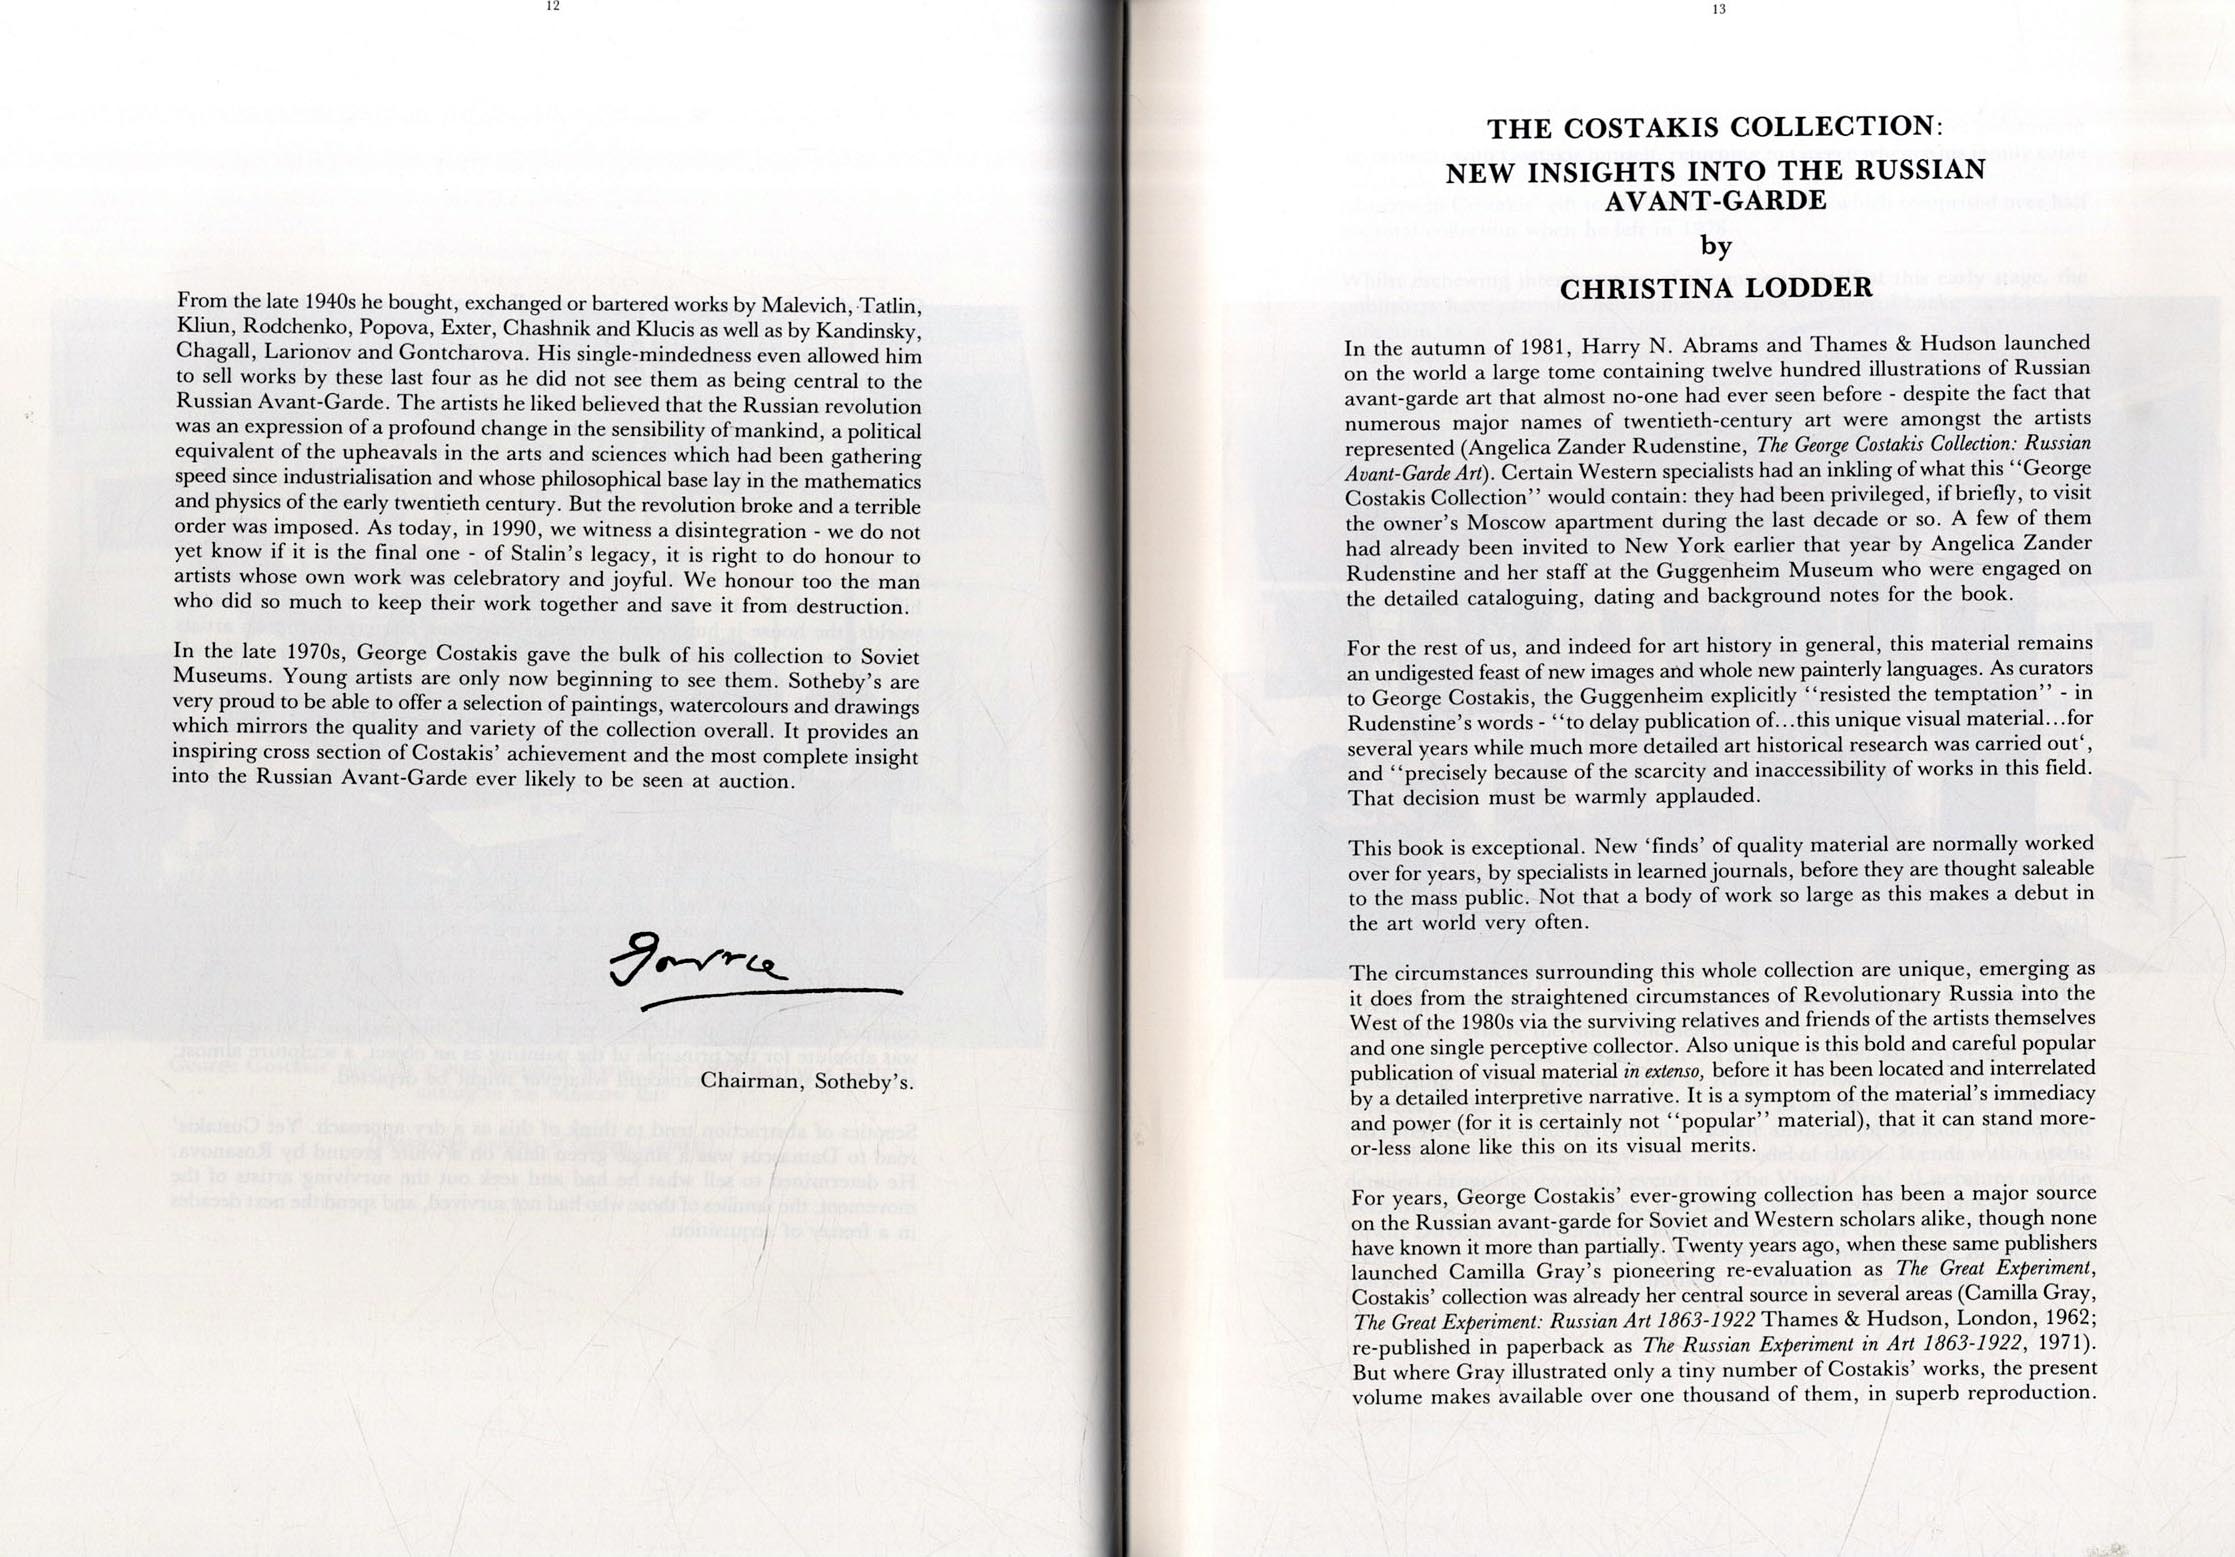 12
From the late 1940s he bought, exchanged or bartered works by Malevich, Tatlin,
Kliun, Rodchenko, Popova, Exter, Chashnik and Klucis as well as by Kandinsky,
Chagall, Larionov and Gontcharova. His single-mindedness even allowed him
to sell works by these last four as he did not see them as being central to the
Russian Avant-Garde. The artists he liked believed that the Russian revolution
was an expression of a profound change in the sensibility of mankind, a political
equivalent of the upheavals in the arts and sciences which had been gathering
speed since industrialisation and whose philosophical base lay in the mathematics
and physics of the early twentieth century. But the revolution broke and a terrible
order was imposed. As today, in 1990, we witness a disintegration - we do not
yet know if it is the final one - of Stalin's legacy, it is right to do honour to
artists whose own work was celebratory and joyful. We honour too the man
who did so much to keep their work together and save it from destruction.
In the late 1970s, George Costakis gave the bulk of his collection to Soviet
Museums. Young artists are only now beginning to see them. Sotheby's are
very proud to be able to offer a selection of paintings, watercolours and drawings
which mirrors the quality and variety of the collection overall. It provides an
inspiring cross section of Costakis' achievement and the most complete insight
into the Russian Avant-Garde ever likely to be seen at auction.
Chairman, Sotheby's.
13
THE COSTAKIS COLLECTION:
NEW INSIGHTS INTO THE RUSSIAN
AVANT-GARDE
by
CHRISTINA LODDER
In the autumn of 1981, Harry N. Abrams and Thames & Hudson launched
on the world a large tome containing twelve hundred illustrations of Russian
avant-garde art that almost no-one had ever seen before - despite the fact that
numerous major names of twentieth-century art were amongst the artists
represented (Angelica Zander Rudenstine, The George Costakis Collection: Russian
Avant-Garde Art). Certain Western specialists had an inkling of what this ‘‘George
Costakis Collection’’ would contain: they had been privileged, if briefly, to visit
the owner's Moscow apartment during the last decade or so. A few of them
had already been invited to New York earlier that year by Angelica Zander
Rudenstine and her staff at the Guggenheim Museum who were engaged on
the detailed cataloguing, dating and background notes for the book.
For the rest of us, and indeed for art history in general, this material remains
an undigested feast of new images and whole new painterly languages. As curators
to George Costakis, the Guggenheim explicitly ‘‘resisted the temptation’’ - in
Rudenstine's words - ‘‘to delay publication of...this unique visual material...for
several years while much more detailed art historical research was carried out‘,
and ‘‘precisely because of the scarcity and inaccessibility of works in this field.
That decision must be warmly applauded.
This book is exceptional. New ‘finds’ of quality material are normally worked
over for years, by specialists in learned journals, before they are thought saleable
to the mass public. Not that a body of work so large as this makes a debut in
the art world very often.
The circumstances surrounding this whole collection are unique, emerging as
it does from the straightened circumstances of Revolutionary Russia into the
West of the 1980s via the surviving relatives and friends of the artists themselves
and one single perceptive collector. Also unique is this bold and careful popular
publication of visual material in extenso, before it has been located and interrelated
by a detailed interpretive narrative. It is a symptom of the material's immediacy
and power (for it is certainly not ‘‘popular’’ material), that it can stand more-
or-less alone like this on its visual merits.
For years, George Costakis' ever-growing collection has been a major source
on the Russian avant-garde for Soviet and Western scholars alike, though none
have known it more than partially. Twenty years ago, when these same publishers
launched Camilla Gray's pioneering re-evaluation as The Great Experiment,
Costakis' collection was already her central source in several areas (Camilla Gray,
The Great Experiment: Russian Art 1863-1922 Thames & Hudson, London, 1962;
re-published in paperback as The Russian Experiment in Art 1863-1922, 1971).
But where Gray illustrated only a tiny number of Costakis' works, the present
volume makes available over one thousand of them, in superb reproduction.